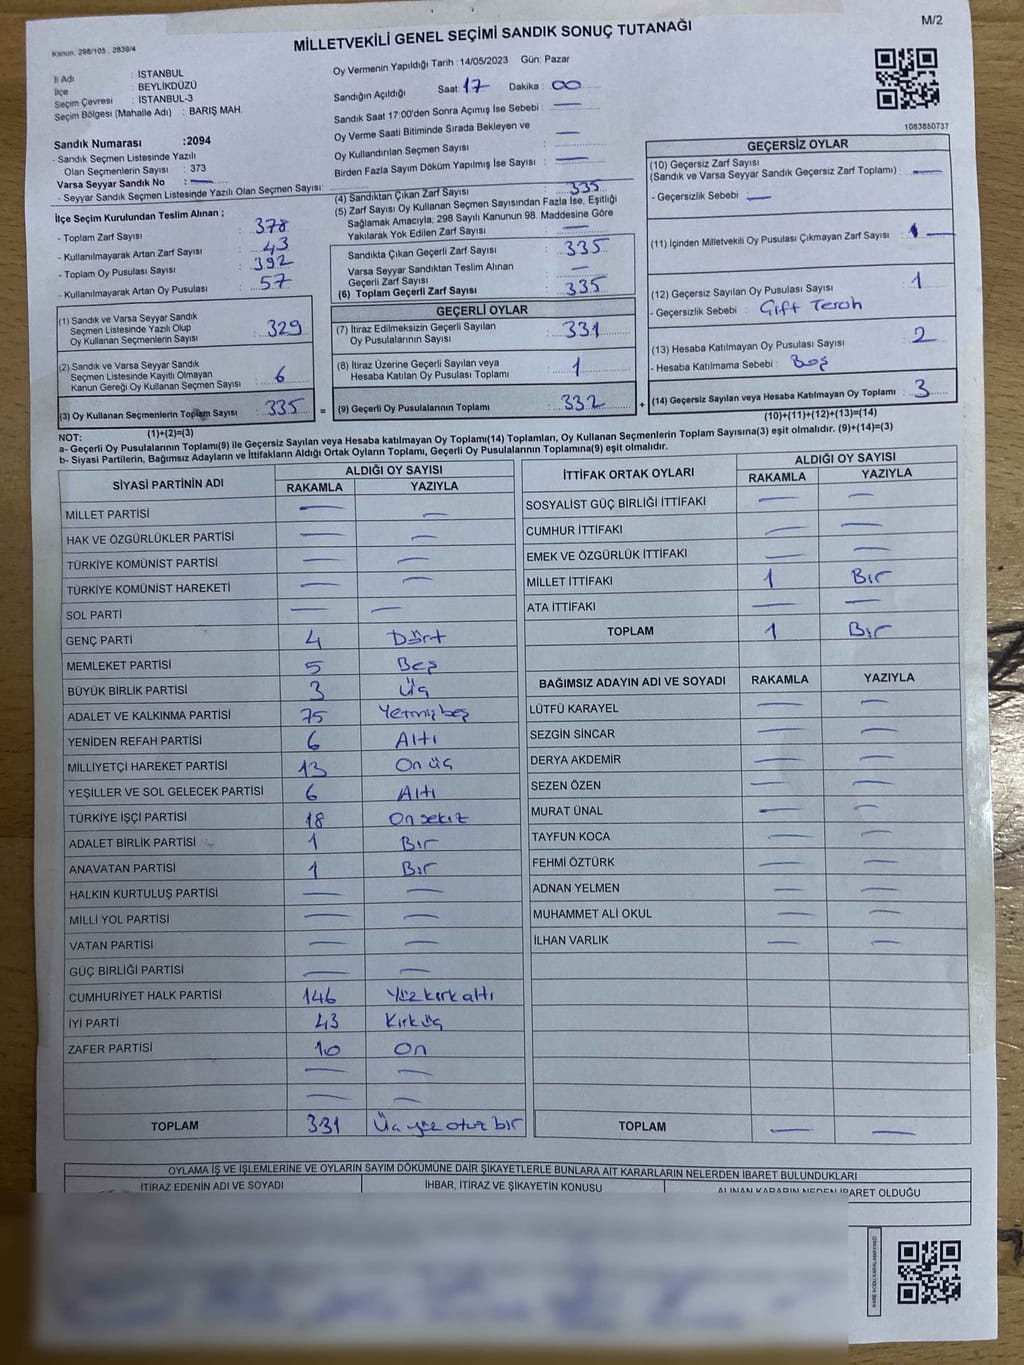 M/2
Kanun, 298/105 , 2839/4
MİLLETVEKİLİ GENEL SEÇİMİ SANDIK SONUÇ TUTANAĞI
İl Adı : İSTANBUL
İlçe : BEYLİKDÜZÜ
Seçim Çevresi : İSTANBUL-3
Seçim Bölgesi (Mahalle Adı) : BARIŞ MAH.
Sandık Numarası :2094
- Sandık Seçmen Listesinde Yazılı
Olan Seçmenlerin Sayısı : 373
Varsa Seyyar Sandık No : —
- Seyyar Sandık Seçmen Listesinde Yazılı Olan Seçmen Sayısı:
Oy Vermenin Yapıldığı Tarih : 14/05/2023 Gün: Pazar
Sandığın Açıldığı Saat: 17 Dakika : 00
Sandık Saat 17:00'den Sonra Açımış İse Sebebi : —
Oy Verme Saati Bitiminde Sırada Bekleyen ve
Oy Kullandırılan Seçmen Sayısı : —
Birden Fazla Sayım Döküm Yapılmış İse Sayısı : —
1083850737
İlçe Seçim Kurulundan Teslim Alınan ;
- Toplam Zarf Sayısı : 378
- Kullanılmayarak Artan Zarf Sayısı : 43
- Toplam Oy Pusulası Sayısı : 392
- Kullanılmayarak Artan Oy Pusulası : 57
(1) Sandık ve Varsa Seyyar Sandık
Seçmen Listesinde Yazılı Olup
Oy Kullanan Seçmenlerin Sayısı : 329
(2) Sandık ve Varsa Seyyar Sandık
Seçmen Listesinde Kayıtlı Olmayan
Kanun Gereği Oy Kullanan Seçmen Sayısı : 6
(3) Oy Kullanan Seçmenlerin Toplam Sayısı : 335 =
(1)+(2)=(3)
(4) Sandıktan Çıkan Zarf Sayısı : 335
(5) Zarf Sayısı Oy Kullanan Seçmen Sayısından Fazla İse, Eşitliği
Sağlamak Amacıyla; 298 Sayılı Kanunun 98. Maddesine Göre
Yakılarak Yok Edilen Zarf Sayısı : —
Sandıkta Çıkan Geçerli Zarf Sayısı : 335
Varsa Seyyar Sandıktan Teslim Alınan
Geçerli Zarf Sayısı : —
(6) Toplam Geçerli Zarf Sayısı : 335
GEÇERLİ OYLAR
(7) İtiraz Edilmeksizin Geçerli Sayılan
Oy Pusulasının Sayısı : 331
(8) İtiraz Üzerine Geçerli Sayılan veya
Hesaba Katılan Oy Pusulası Toplamı : 1
(9) Geçerli Oy Pusulalarının Toplamı : 332 +
GEÇERSİZ OYLAR
(10) Geçersiz Zarf Sayısı
(Sandık ve Varsa Seyyar Sandık Geçersiz Zarf Toplamı) : —
- Geçersizlik Sebebi : —
(11) İçinden Milletvekili Oy Pusulası Çıkmayan Zarf Sayısı : —
(12) Geçersiz Sayılan Oy Pusulası Sayısı : 1
- Geçersizlik Sebebi : Çift Tercih
(13) Hesaba Katılmayan Oy Pusulası Sayısı : 2
- Hesaba Katılmama Sebebi : Boş
(14) Geçersiz Sayılan veya Hesaba Katılmayan Oy Toplamı : 3
(10)+(11)+(12)+(13)=(14)
NOT:
a- Geçerli Oy Pusulalarının Toplamı(9) ile Geçersiz Sayılan veya Hesaba katılmayan Oy Toplamı(14) Toplamları, Oy Kullanan Seçmenlerin Toplam Sayısına(3) eşit olmalıdır. (9)+(14)=(3)
b- Siyasi Partilerin, Bağımsız Adayların ve İttifakların Aldığı Ortak Oyların Toplamı, Geçerli Oy Pusulalarının Toplamına(9) eşit olmalıdır.
SİYASİ PARTİNİN ADI ALDIĞI OY SAYISI
RAKAMLA YAZIYLA
MİLLET PARTİSİ — —
HAK VE ÖZGÜRLÜKLER PARTİSİ — —
TÜRKİYE KOMÜNİST PARTİSİ — —
TÜRKİYE KOMÜNİST HAREKETİ — —
SOL PARTİ — —
GENÇ PARTİ 4 Dört
MEMLEKET PARTİSİ 5 Beş
BÜYÜK BİRLİK PARTİSİ 3 Üç
ADALET VE KALKINMA PARTİSİ 75 Yetmişbeş
YENİDEN REFAH PARTİSİ 6 Altı
MİLLİYETÇİ HAREKET PARTİSİ 13 On üç
YEŞİLLER VE SOL GELECEK PARTİSİ 6 Altı
TÜRKİYE İŞÇİ PARTİSİ 18 On sekiz
ADALET BİRLİK PARTİSİ 1 Bir
ANAVATAN PARTİSİ 1 Bir
HALKIN KURTULUŞ PARTİSİ — —
MİLLİ YOL PARTİSİ — —
VATAN PARTİSİ — —
GÜÇ BİRLİĞİ PARTİSİ — —
CUMHURİYET HALK PARTİSİ 146 Yüz kırk altı
İYİ PARTİ 43 Kırk üç
ZAFER PARTİSİ 10 On
— —
— —
TOPLAM 331 Üç yüz otuz bir
İTTİFAK ORTAK OYLARI ALDIĞI OY SAYISI
RAKAMLA YAZIYLA
SOSYALİST GÜÇ BİRLİĞİ İTTİFAKI — —
CUMHUR İTTİFAKI — —
EMEK VE ÖZGÜRLÜK İTTİFAKI — —
MİLLET İTTİFAKI 1 Bir
ATA İTTİFAKI — —
TOPLAM 1 Bir
BAĞIMSIZ ADAYIN ADI VE SOYADI RAKAMLA YAZIYLA
LÜTFÜ KARAYEL — —
SEZGİN SİNCAR — —
DERYA AKDEMİR — —
SEZEN ÖZEN — —
MURAT ÜNAL — —
TAYFUN KOCA — —
FEHMİ ÖZTÜRK — —
ADNAN YELMEN — —
MUHAMMET ALİ OKUL — —
İLHAN VARLIK — —
TOPLAM — —
OYLAMA İŞ VE İŞLEMLERİNE VE OYLARIN SAYIM DÖKÜMÜNE DAİR ŞİKAYETLERLE BUNLARA AİT KARARLARIN NELERDEN İBARET BULUNDUKLARI
İTİRAZ EDENİN ADI VE SOYADI İHBAR, İTİRAZ VE ŞİKAYETİN KONUSU ALINAN KARARIN NEDEN İBARET OLDUĞU